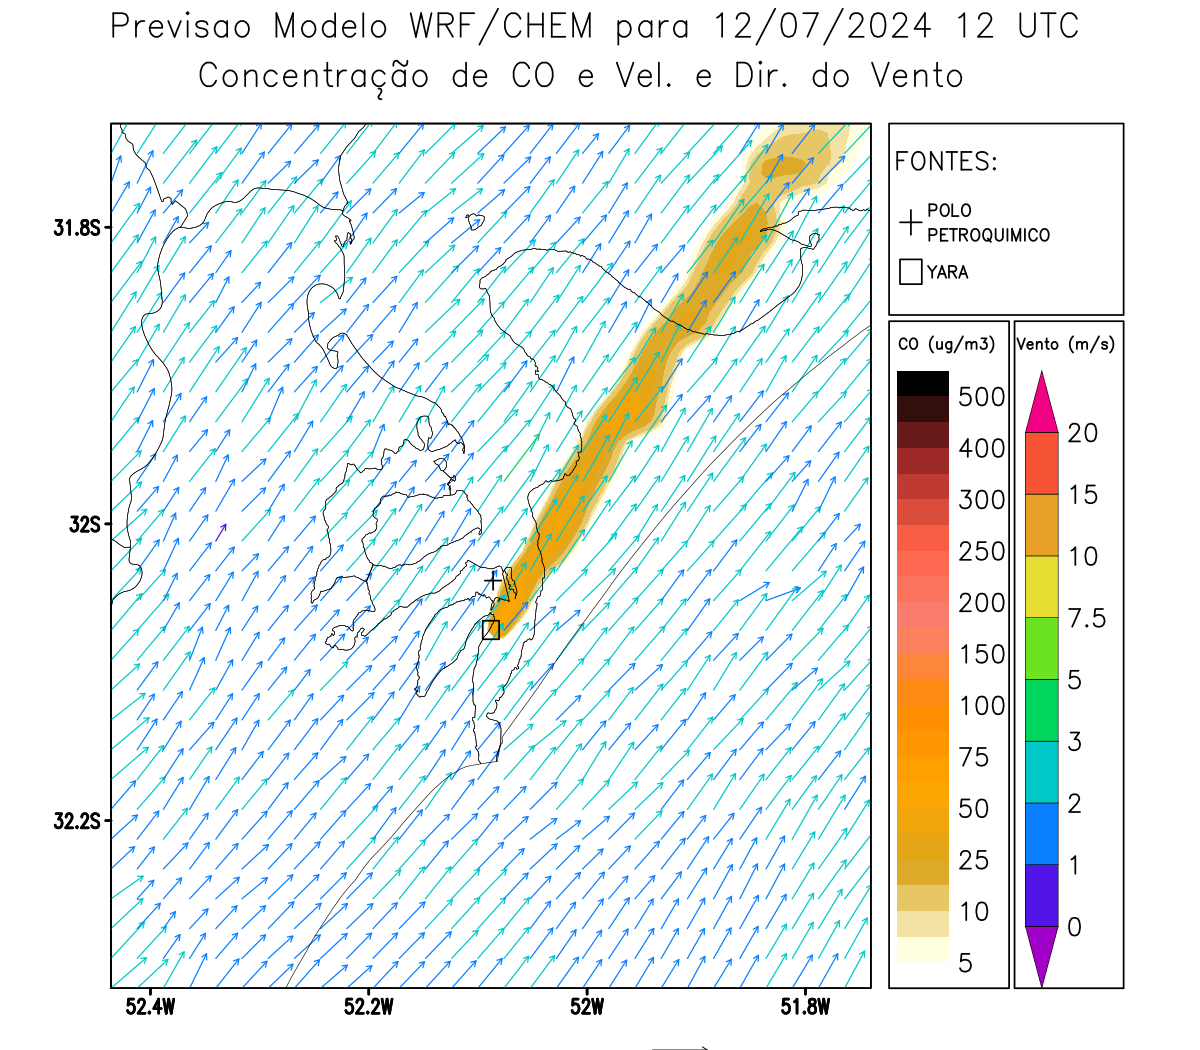 Previsao Modelo WRF/CHEM para 12/07/2024 12 UTC
Concentração de CO e Vel. e Dir. do Vento
FONTES:
POLO
PETROQUIMICO
YARA
31.8S
32S
32.2S
52.4W
52.2W
52W
51.8W
CO (ug/m3)
500
400
300
250
200
150
100
75
50
25
10
5
Vento (m/s)
20
15
10
7.5
5
3
2
1
0